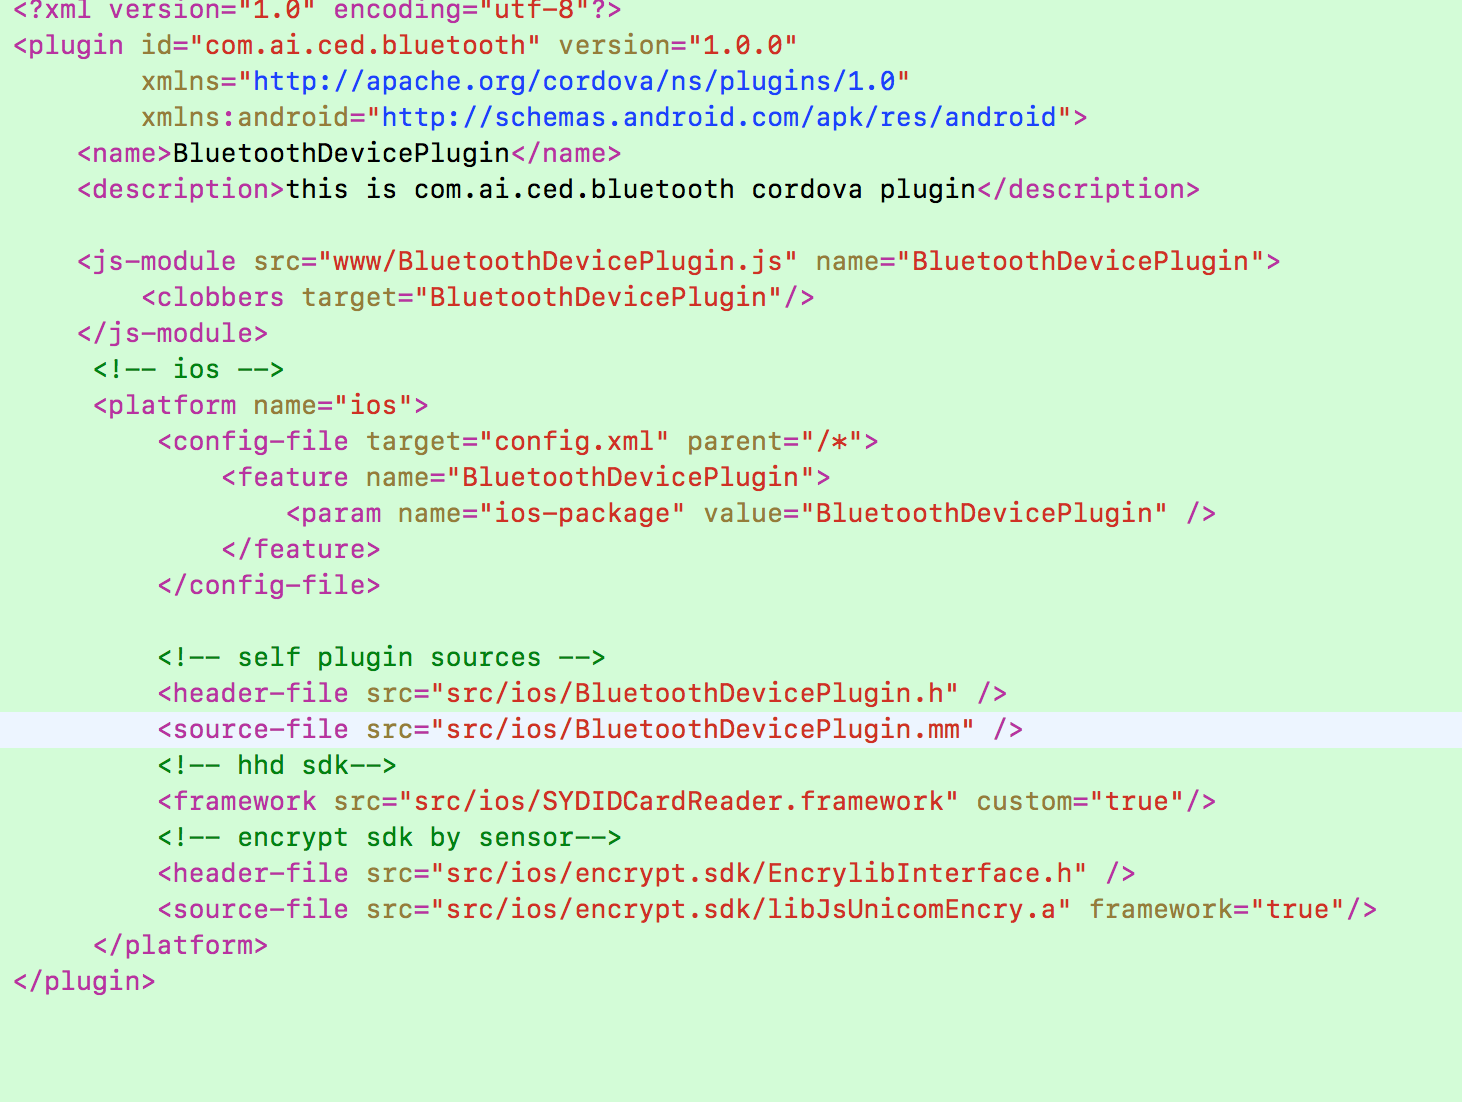 <?xml version="1.0" encoding="utf-8"?>
<plugin id="com.ai.ced.bluetooth" version="1.0.0"
xmlns="http://apache.org/cordova/ns/plugins/1.0"
xmlns:android="http://schemas.android.com/apk/res/android">
<name>BluetoothDevicePlugin</name>
<description>this is com.ai.ced.bluetooth cordova plugin</description>
<js-module src="www/BluetoothDevicePlugin.js" name="BluetoothDevicePlugin">
<clobbers target="BluetoothDevicePlugin"/>
</js-module>
<!-- ios -->
<platform name="ios">
<config-file target="config.xml" parent="/*">
<feature name="BluetoothDevicePlugin">
<param name="ios-package" value="BluetoothDevicePlugin" />
</feature>
</config-file>
<!-- self plugin sources -->
<header-file src="src/ios/BluetoothDevicePlugin.h" />
<source-file src="src/ios/BluetoothDevicePlugin.mm" />
<!-- hhd sdk-->
<framework src="src/ios/SYDIDCardReader.framework" custom="true"/>
<!-- encrypt sdk by sensor-->
<header-file src="src/ios/encrypt.sdk/EncrylibInterface.h" />
<source-file src="src/ios/encrypt.sdk/libJsUnicomEncry.a" framework="true"/>
</platform>
</plugin>